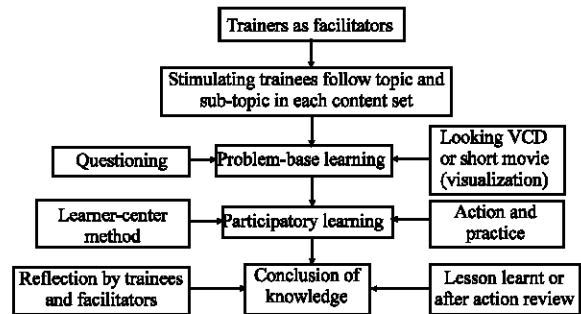 Trainers as facilitators
Stimulating trainees follow topic and
sub-topic in each content set
Questioning
Problem-base learning
Looking VCD
or short movie
(visualization)
Learner-center
method
Participatory learning
Action and
practice
Reflection by trainees
and facilitators
Conclusion of
knowledge
Lesson learnt or
after action review